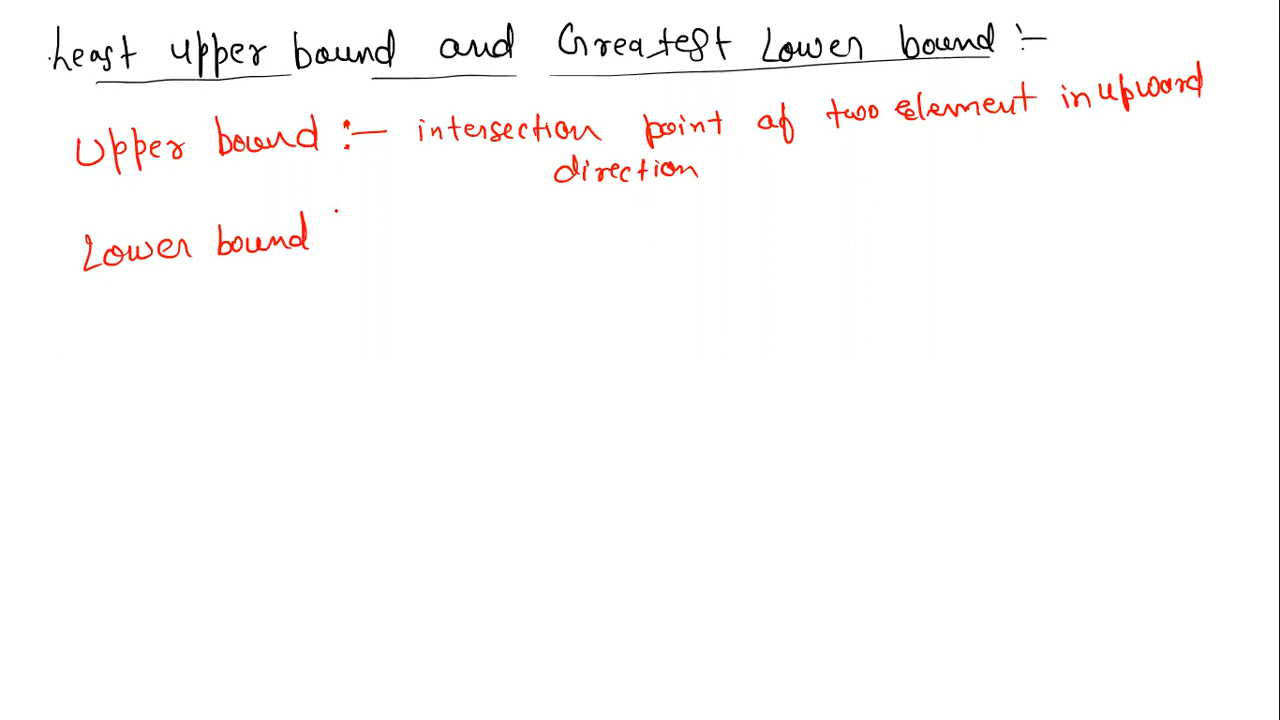 Least upper bound and Greatest Lower bound :-
Upper bound :- intersection point of two element in upward
direction
Lower bound